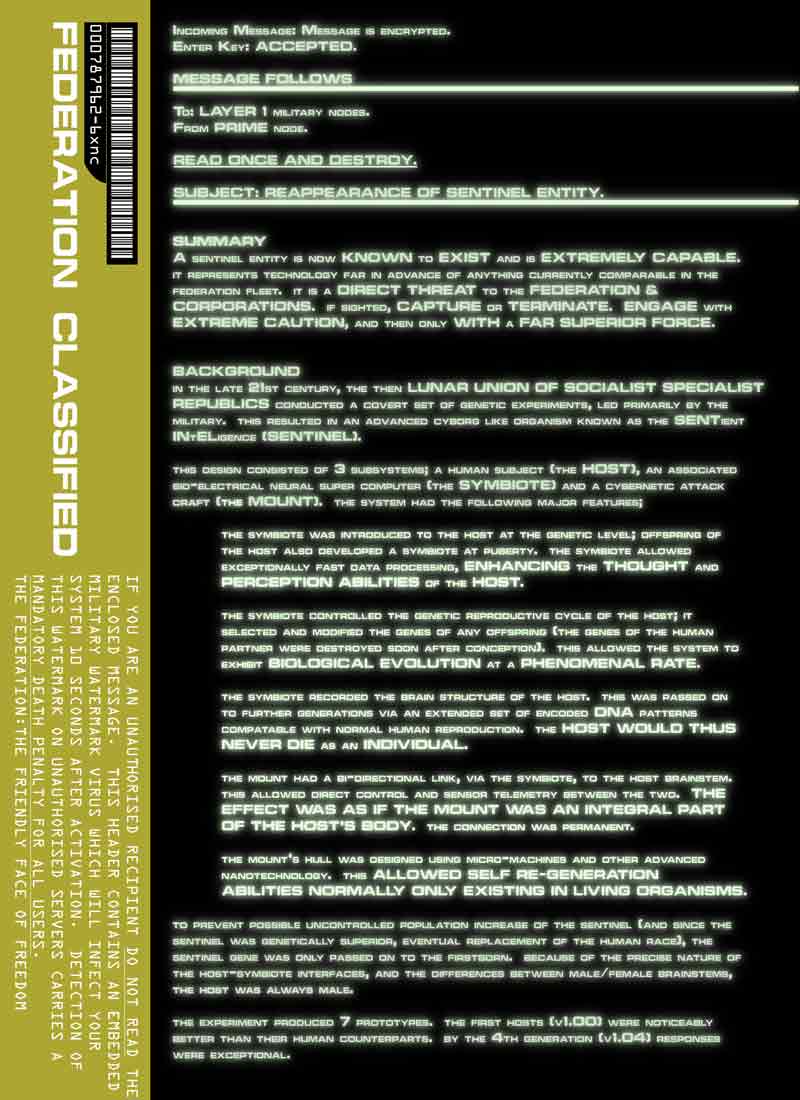 FEDERATION CLASSIFIED
000787962-bxnc
IF YOU ARE AN UNAUTHORISED RECIPIENT DO NOT READ THE
ENCLOSED MESSAGE. THIS HEADER CONTAINS AN EMBEDDED
MILITARY WATERMARK VIRUS WHICH WILL INFECT YOUR
SYSTEM 10 SECONDS AFTER ACTIVATION. DETECTION OF
THIS WATERMARK ON UNAUTHORISED SERVERS CARRIES A
MANDATORY DEATH PENALTY FOR ALL USERS.
THE FEDERATION:THE FRIENDLY FACE OF FREEDOM
Incoming Message: Message is encrypted.
Enter Key: ACCEPTED.
MESSAGE FOLLOWS
To: LAYER 1 military nodes.
From PRIME node.
READ ONCE AND DESTROY.
SUBJECT: REAPPEARANCE OF SENTINEL ENTITY.
SUMMARY
A sentinel entity is now KNOWN to EXIST and is EXTREMELY CAPABLE.
it represents technology far in advance of anything currently comparable in the
federation fleet. it is a DIRECT THREAT to the FEDERATION &
CORPORATIONS. if sighted, CAPTURE or TERMINATE. ENGAGE with
EXTREME CAUTION, and then only WITH a FAR SUPERIOR FORCE.
BACKGROUND
in the late 21st century, the then LUNAR UNION OF SOCIALIST SPECIALIST
REPUBLICS conducted a covert set of genetic experiments, led primarily by the
military. this resulted in an advanced cyborg like organism known as the SENTient
INtELligence (SENTINEL).
this design consisted of 3 subsystems; a human subject (the HOST), an associated
bio-electrical neural super computer (the SYMBIOTE) and a cybernetic attack
craft (the MOUNT). the system had the following major features;
the symbiote was introduced to the host at the genetic level; offspring of
the host also developed a symbiote at puberty. the symbiote allowed
exceptionally fast data processing, ENHANCING the THOUGHT and
PERCEPTION ABILITIES of the HOST.
the symbiote controlled the genetic reproductive cycle of the host; it
selected and modified the genes of any offspring (the genes of the human
partner were destroyed soon after conception). this allowed the system to
exhibit BIOLOGICAL EVOLUTION at a PHENOMENAL RATE.
the symbiote recorded the brain structure of the host. this was passed on
to further generations via an extended set of encoded DNA patterns
compatable with normal human reproduction. the HOST WOULD THUS
NEVER DIE as an INDIVIDUAL.
the mount had a bi-directional link, via the symbiote, to the host brainstem.
this allowed direct control and sensor telemetry between the two. THE
EFFECT WAS AS IF THE MOUNT WAS AN INTEGRAL PART
OF THE HOST'S BODY. the connection was permanent.
the mount's hull was designed using micro-machines and other advanced
nanotechnology. this ALLOWED SELF RE-GENERATION
ABILITIES NORMALLY ONLY EXISTING IN LIVING ORGANISMS.
to prevent possible uncontrolled population increase of the sentinel (and since the
sentinel was genetically superior, eventual replacement of the human race), the
sentinel gene was only passed on to the firstborn. because of the precise nature of
the host-symbiote interfaces, and the differences between male/female brainstems,
the host was always male.
the experiment produced 7 prototypes. the first hosts (v1.00) were noticeably
better than their human counterparts. by the 4th generation (v1.04) responses
were exceptional.